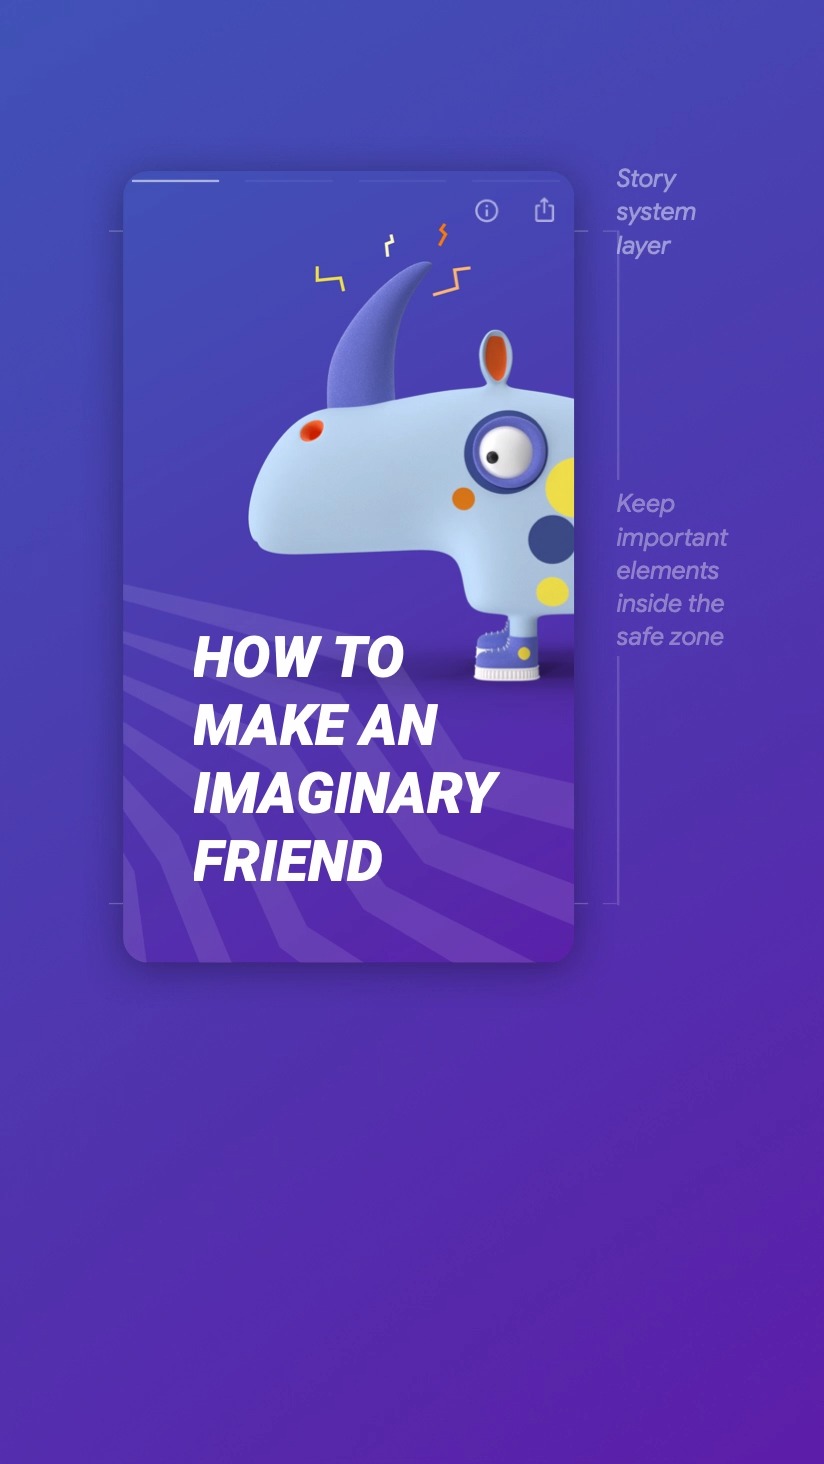 Story
system
layer
Keep
important
elements
inside the
safe zone
HOW TO
MAKE AN
IMAGINARY
FRIEND